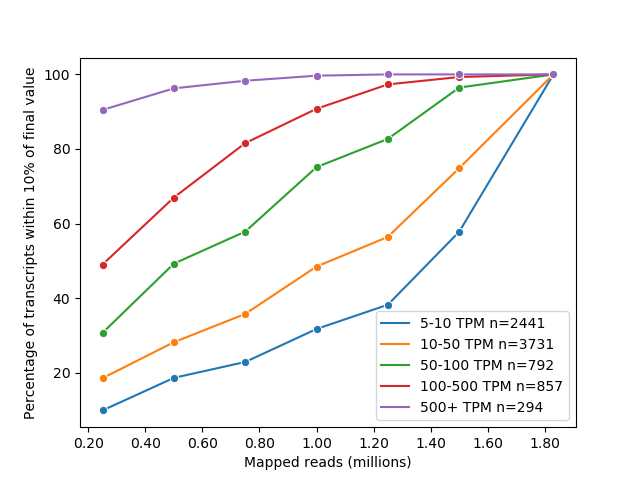 Percentage of transcripts within 10% of final value
100
80
60
40
20
0.20 0.40 0.60 0.80 1.00 1.20 1.40 1.60 1.80
Mapped reads (millions)
5-10 TPM n=2441
10-50 TPM n=3731
50-100 TPM n=792
100-500 TPM n=857
500+ TPM n=294